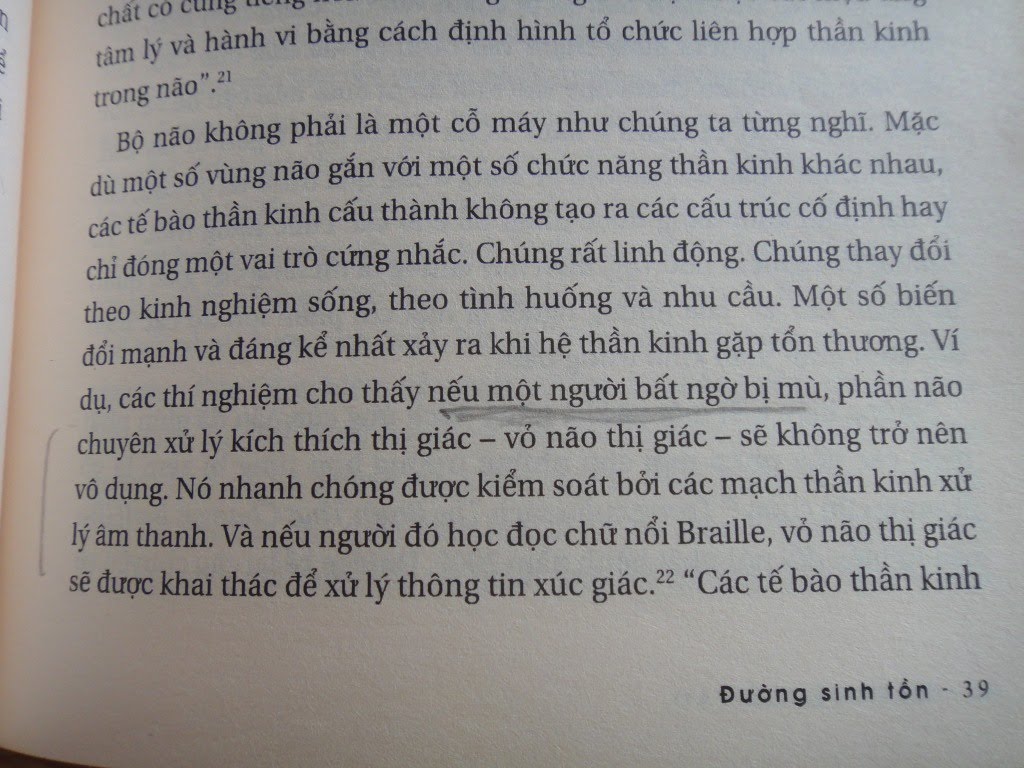 chất có cùng tiếng
tâm lý và hành vi bằng cách định hình tổ chức liên hợp thần kinh
trong não”.²¹
Bộ não không phải là một cỗ máy như chúng ta từng nghĩ. Mặc
dù một số vùng não gắn với một số chức năng thần kinh khác nhau,
các tế bào thần kinh cấu thành không tạo ra các cấu trúc cố định hay
chỉ đóng một vai trò cứng nhắc. Chúng rất linh động. Chúng thay đổi
theo kinh nghiệm sống, theo tình huống và nhu cầu. Một số biến
đổi mạnh và đáng kể nhất xảy ra khi hệ thần kinh gặp tổn thương. Ví
dụ, các thí nghiệm cho thấy nếu một người bất ngờ bị mù, phần não
chuyên xử lý kích thích thị giác – vỏ não thị giác – sẽ không trở nên
vô dụng. Nó nhanh chóng được kiểm soát bởi các mạch thần kinh xử
lý âm thanh. Và nếu người đó học đọc chữ nổi Braille, vỏ não thị giác
sẽ được khai thác để xử lý thông tin xúc giác.²² “Các tế bào thần kinh
Đường sinh tồn - 39